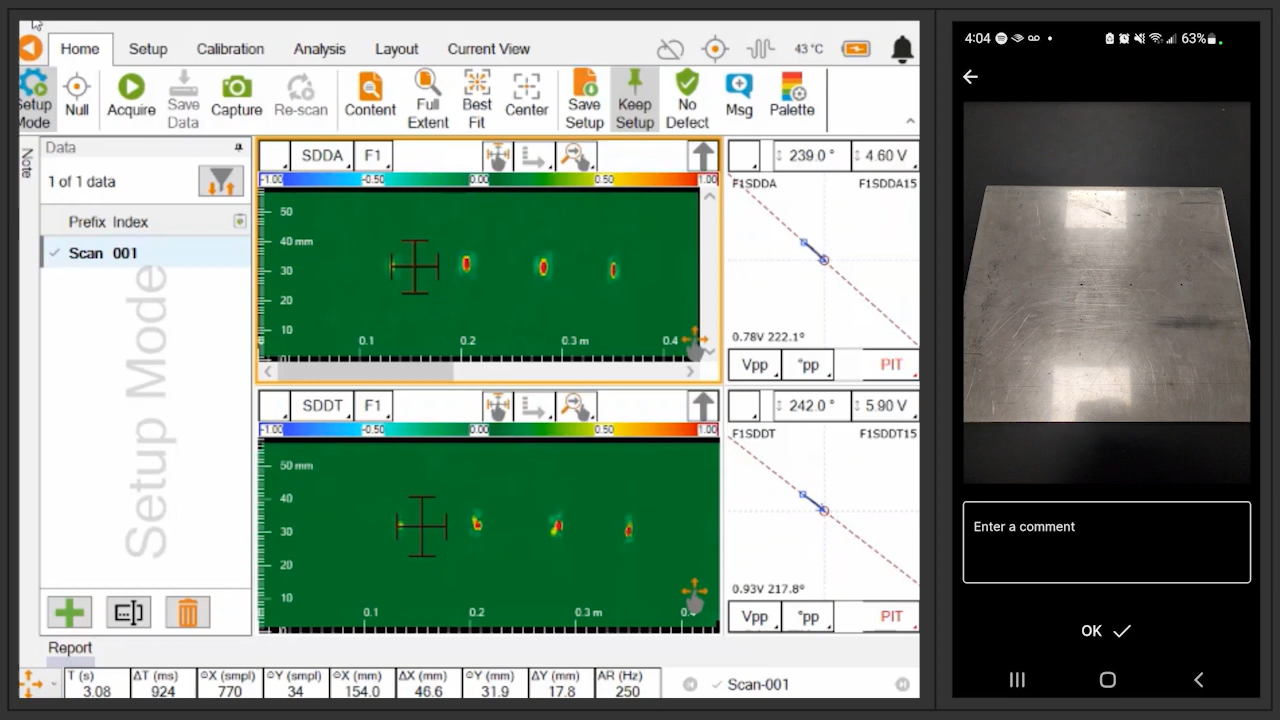 Home Setup Calibration Analysis Layout Current View 43 °C
Setup Mode
Null
Acquire
Save Data
Capture
Re-scan
Content
Full Extent
Best Fit
Center
Save Setup
Keep Setup
No Defect
Msg
Palette
Note
Data
1 of 1 data
Prefix Index
Scan 001
Setup Mode
SDDA F1
-1.00 -0.50 0.00 0.50 1.00
50
40 mm
30
20
10
0
0.1 0.2 0.3 m 0.4
239.0 ° 4.60 V
F1SDDA F1SDDA15
0.78V 222.1°
Vpp °pp PIT
SDDT F1
-1.00 -0.50 0.00 0.50 1.00
50 mm
40
30
20
10
0.1 0.2 0.3 m
242.0 ° 5.90 V
F1SDDT F1SDDT15
0.93V 217.8°
Vpp °pp PIT
Report
T (s) ΔT (ms) ⊙X (smpl) ⊙Y (smpl) ⊙X (mm) ΔX (mm) ⊙Y (mm) ΔY (mm) AR (Hz)
3.08 924 770 34 154.0 46.6 31.9 17.8 250
Scan-001
4:04 63%
Enter a comment
OK